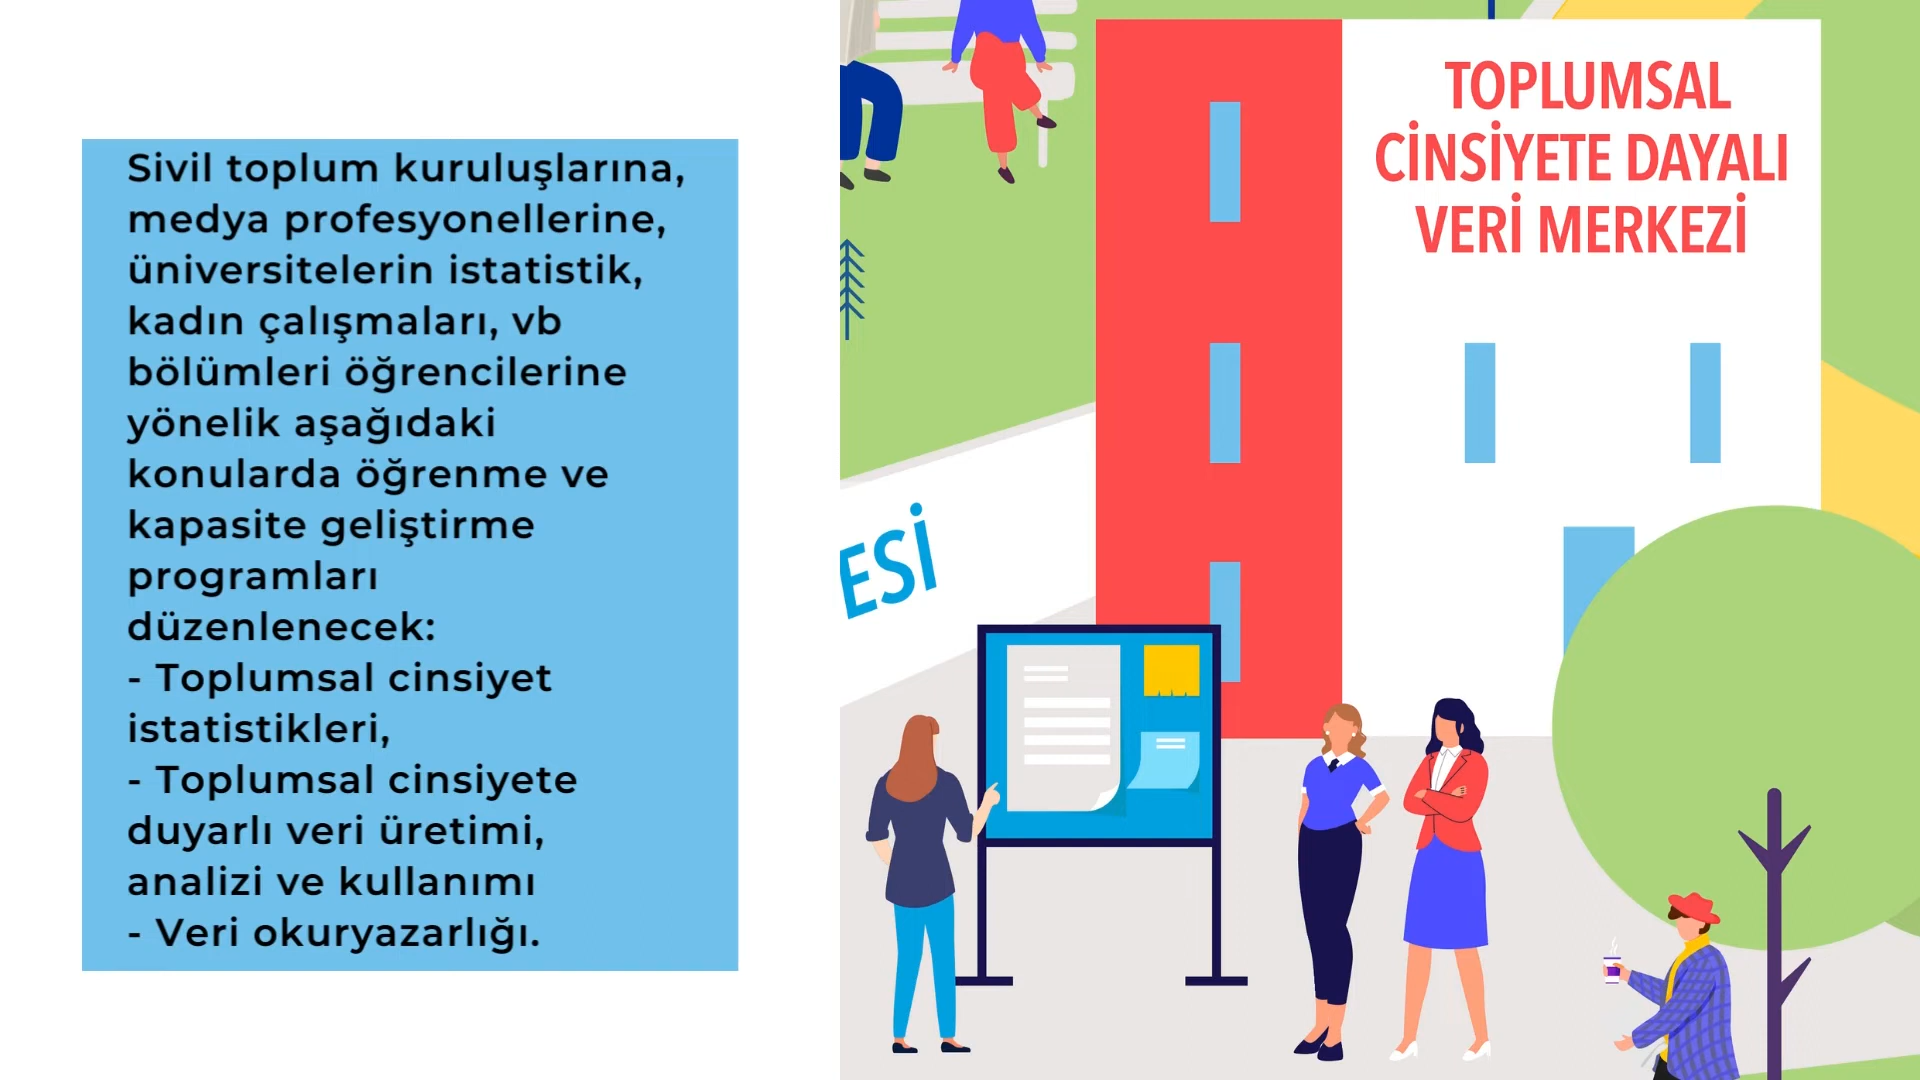 Sivil toplum kuruluşlarına,
medya profesyonellerine,
üniversitelerin istatistik,
kadın çalışmaları, vb
bölümleri öğrencilerine
yönelik aşağıdaki
konularda öğrenme ve
kapasite geliştirme
programları
düzenlenecek:
- Toplumsal cinsiyet
istatistikleri,
- Toplumsal cinsiyete
duyarlı veri üretimi,
analizi ve kullanımı
- Veri okuryazarlığı.
TOPLUMSAL
CİNSİYETE DAYALI
VERİ MERKEZİ
ESİ